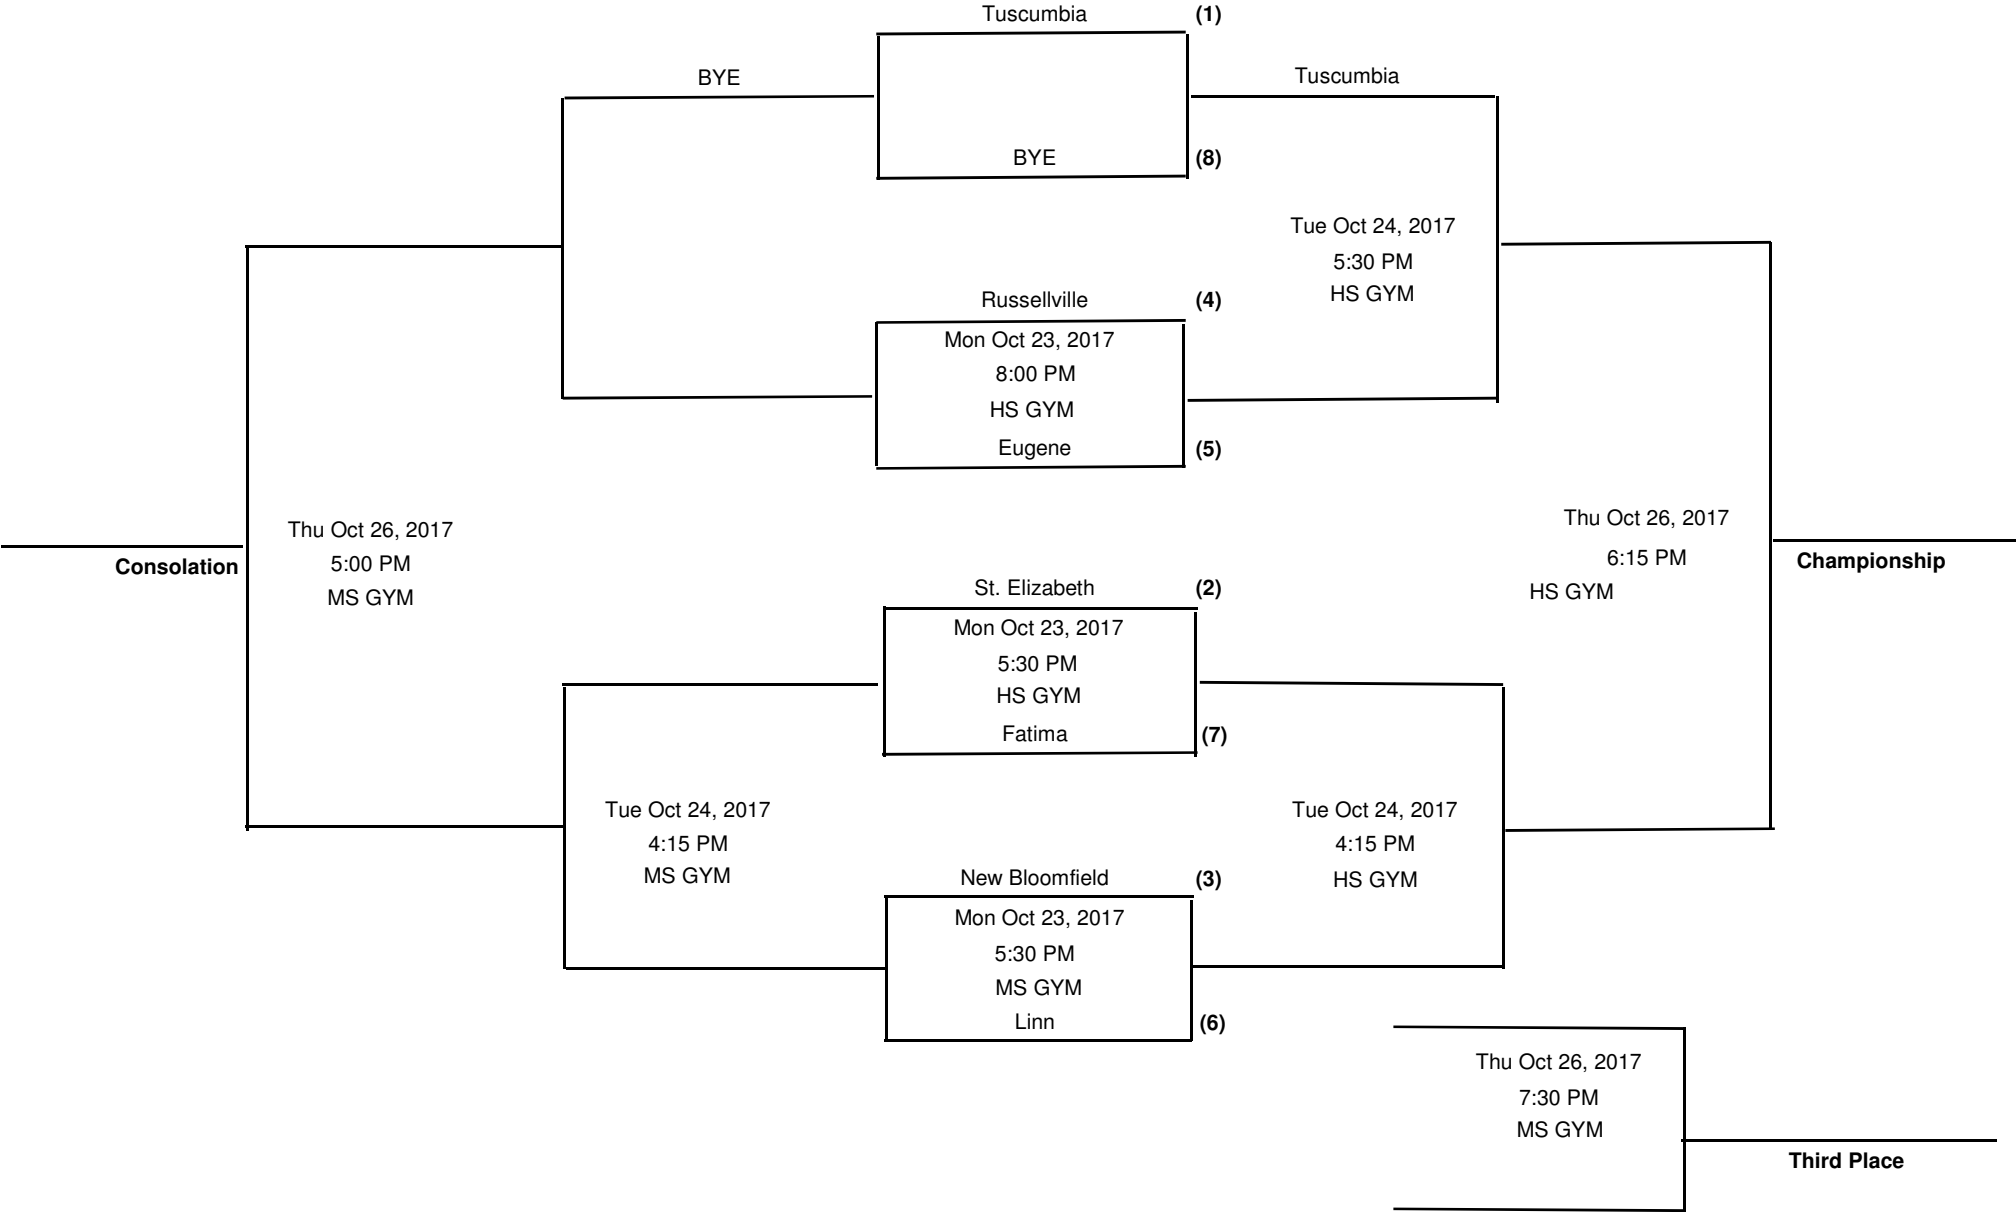 Tuscumbia (1)
BYE
Tuscumbia
BYE (8)
Tue Oct 24, 2017
5:30 PM
HS GYM
Russellville (4)
Mon Oct 23, 2017
8:00 PM
HS GYM
Eugene (5)
Thu Oct 26, 2017
5:00 PM
MS GYM
Consolation
Thu Oct 26, 2017
6:15 PM
HS GYM
Championship
St. Elizabeth (2)
Mon Oct 23, 2017
5:30 PM
HS GYM
Fatima (7)
Tue Oct 24, 2017
4:15 PM
MS GYM
Tue Oct 24, 2017
4:15 PM
HS GYM
New Bloomfield (3)
Mon Oct 23, 2017
5:30 PM
MS GYM
Linn (6)
Thu Oct 26, 2017
7:30 PM
MS GYM
Third Place